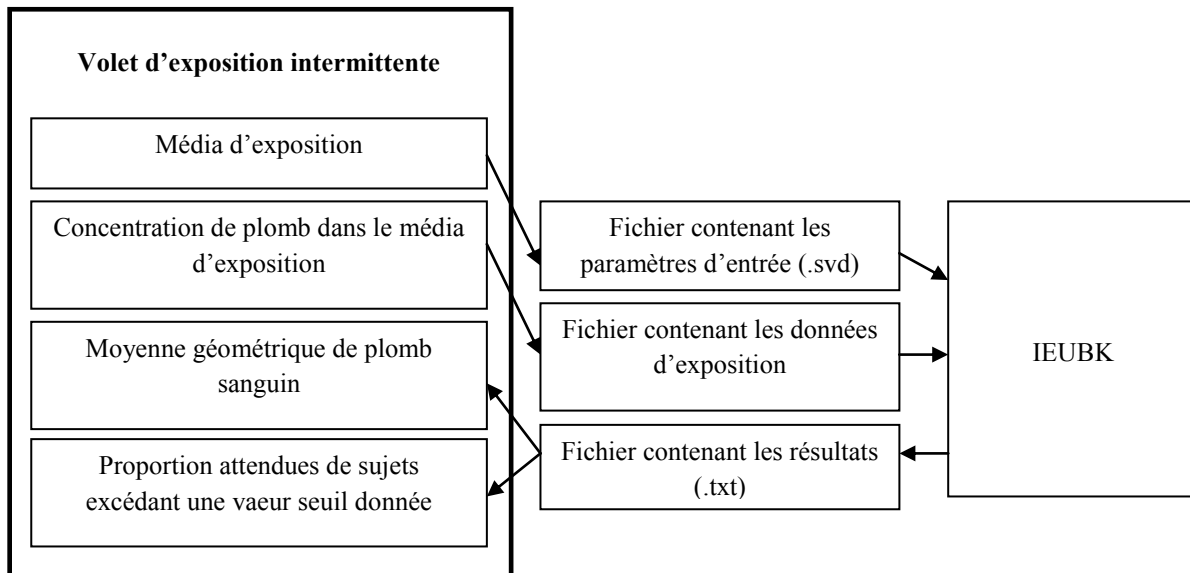 Volet d'exposition intermittente
Média d'exposition
Concentration de plomb dans le média
d'exposition
Moyenne géométrique de plomb
sanguin
Proportion attendues de sujets
excédant une vaeur seuil donnée
Fichier contenant les
paramètres d'entrée (.svd)
Fichier contenant les données
d'exposition
Fichier contenant les résultats
(.txt)
IEUBK